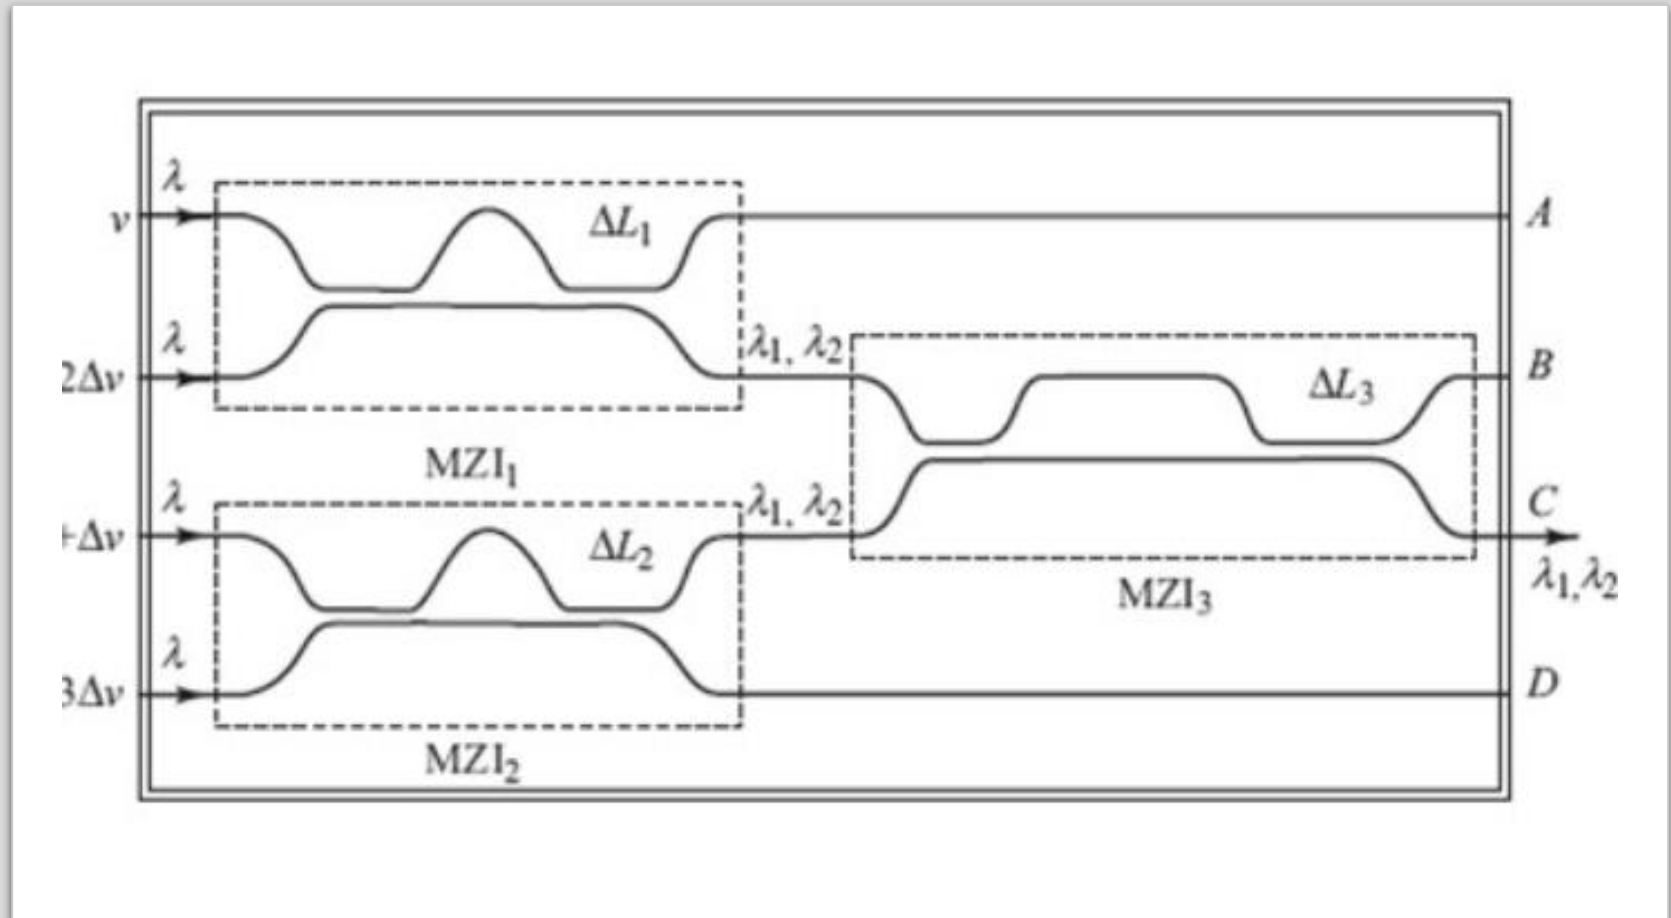 λ
ν
A
ΔL₁
λ
2Δν
λ₁, λ₂
B
ΔL₃
MZI₁
λ
+Δν
λ₁, λ₂
C
ΔL₂
λ₁, λ₂
MZI₃
λ
3Δν
D
MZI₂